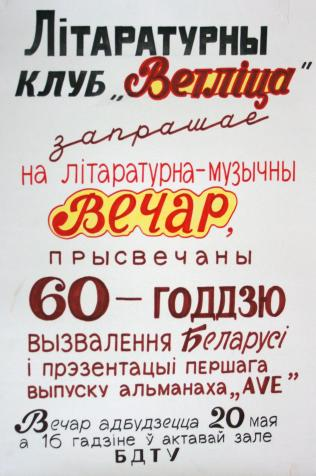 Літаратурны
клуб „Ветліца"
запрашае
на літаратурна-музычны
Вечар,
прысвечаны
60-годдзю
вызвалення Беларусі
і прэзентацыі першага
выпуску альманаха „AVE"
Вечар адбудзецца 20 мая
а 16 гадзіне ў актавай зале
БДТУ